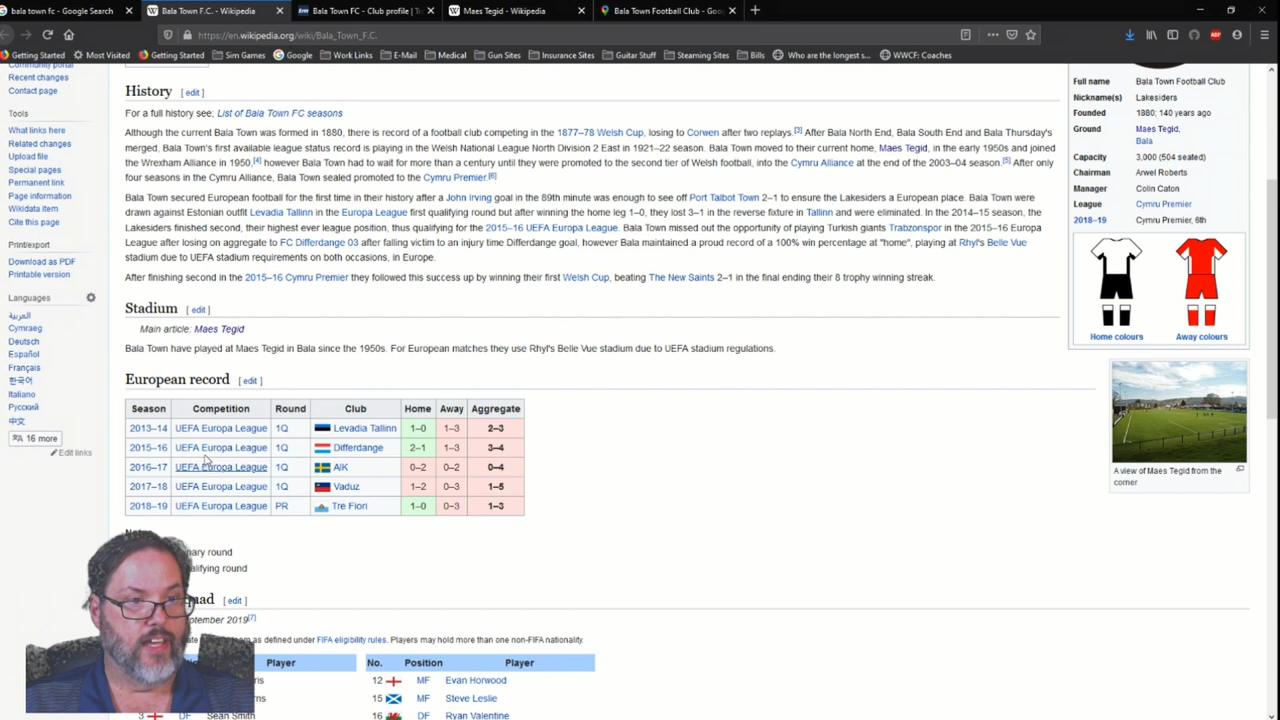 bala town fc - Google Search
Bala Town F.C. - Wikipedia
Bala Town FC - Club profile | Tr
Maes Tegid - Wikipedia
Bala Town Football Club - Goog
https://en.wikipedia.org/wiki/Bala_Town_F.C.
Getting Started
Most Visited
Getting Started
Sim Games
Google
Work Links
E-Mail
Medical
Gun Sites
Insurance Sites
Guitar Stuff
Steaming Sites
Bills
Who are the longest s...
WWCF: Coaches
Community portal
Recent changes
Contact page
Tools
What links here
Related changes
Upload file
Special pages
Permanent link
Page information
Wikidata item
Cite this page
Print/export
Download as PDF
Printable version
Languages
العربية
Cymraeg
Deutsch
Español
Français
한국어
Italiano
Русский
中文
16 more
Edit links
History [ edit ]
For a full history see; List of Bala Town FC seasons
Although the current Bala Town was formed in 1880, there is record of a football club competing in the 1877–78 Welsh Cup, losing to Corwen after two replays.[3] After Bala North End, Bala South End and Bala Thursday's
merged, Bala Town's first available league status record is playing in the Welsh National League North Division 2 East in 1921–22 season. Bala Town moved to their current home, Maes Tegid, in the early 1950s and joined
the Wrexham Alliance in 1950,[4] however Bala Town had to wait for more than a century until they were promoted to the second tier of Welsh football, into the Cymru Alliance at the end of the 2003–04 season.[5] After only
four seasons in the Cymru Alliance, Bala Town sealed promoted to the Cymru Premier.[6]
Bala Town secured European football for the first time in their history after a John Irving goal in the 89th minute was enough to see off Port Talbot Town 2–1 to ensure the Lakesiders a European place. Bala Town were
drawn against Estonian outfit Levadia Tallinn in the Europa League first qualifying round but after winning the home leg 1–0, they lost 3–1 in the reverse fixture in Tallinn and were eliminated. In the 2014–15 season, the
Lakesiders finished second, their highest ever league position, thus qualifying for the 2015–16 UEFA Europa League. Bala Town missed out the opportunity of playing Turkish giants Trabzonspor in the 2015–16 Europa
League after losing on aggregate to FC Differdange 03 after falling victim to an injury time Differdange goal, however Bala maintained a proud record of a 100% win percentage at "home", playing at Rhyl's Belle Vue
stadium due to UEFA stadium requirements on both occasions, in Europe.
After finishing second in the 2015–16 Cymru Premier they followed this success up by winning their first Welsh Cup, beating The New Saints 2–1 in the final ending their 8 trophy winning streak.
Stadium [ edit ]
Main article: Maes Tegid
Bala Town have played at Maes Tegid in Bala since the 1950s. For European matches they use Rhyl's Belle Vue stadium due to UEFA stadium regulations.
European record [ edit ]
Season Competition Round Club Home Away Aggregate
2013–14 UEFA Europa League 1Q Levadia Tallinn 1–0 1–3 2–3
2015–16 UEFA Europa League 1Q Differdange 2–1 1–3 3–4
2016–17 UEFA Europa League 1Q AIK 0–2 0–2 0–4
2017–18 UEFA Europa League 1Q Vaduz 1–2 0–3 1–5
2018–19 UEFA Europa League PR Tre Fiori 1–0 0–3 1–3
nary round
alifying round
uad [ edit ]
ptember 2019[7]
as defined under FIFA eligibility rules. Players may hold more than one non-FIFA nationality.
Player
No. Position Player
12 MF Evan Horwood
15 MF Steve Leslie
3 DF Sean Smith
16 DF Ryan Valentine
Full name Bala Town Football Club
Nickname(s) Lakesiders
Founded 1880; 140 years ago
Ground Maes Tegid,
Bala
Capacity 3,000 (504 seated)
Chairman Arwel Roberts
Manager Colin Caton
League Cymru Premier
2018–19 Cymru Premier, 6th
Home colours
Away colours
A view of Maes Tegid from the
corner